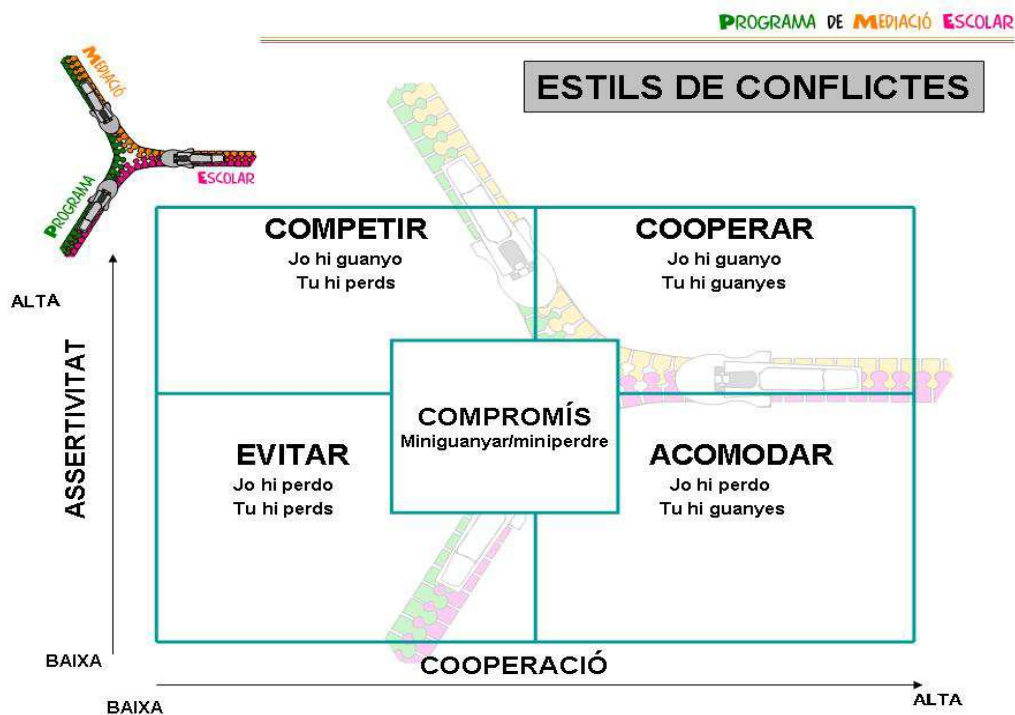 PROGRAMA DE MEDIACIÓ ESCOLAR
ESTILS DE CONFLICTES
MEDIACIÓ
PROGRAMA
ESCOLAR
COMPETIR
Jo hi guanyo
Tu hi perds
COOPERAR
Jo hi guanyo
Tu hi guanyes
ALTA
ASSERTIVITAT
COMPROMÍS
Miniguanyar/miniperdre
EVITAR
Jo hi perdo
Tu hi perds
ACOMODAR
Jo hi perdo
Tu hi guanyes
BAIXA
COOPERACIÓ
BAIXA
ALTA